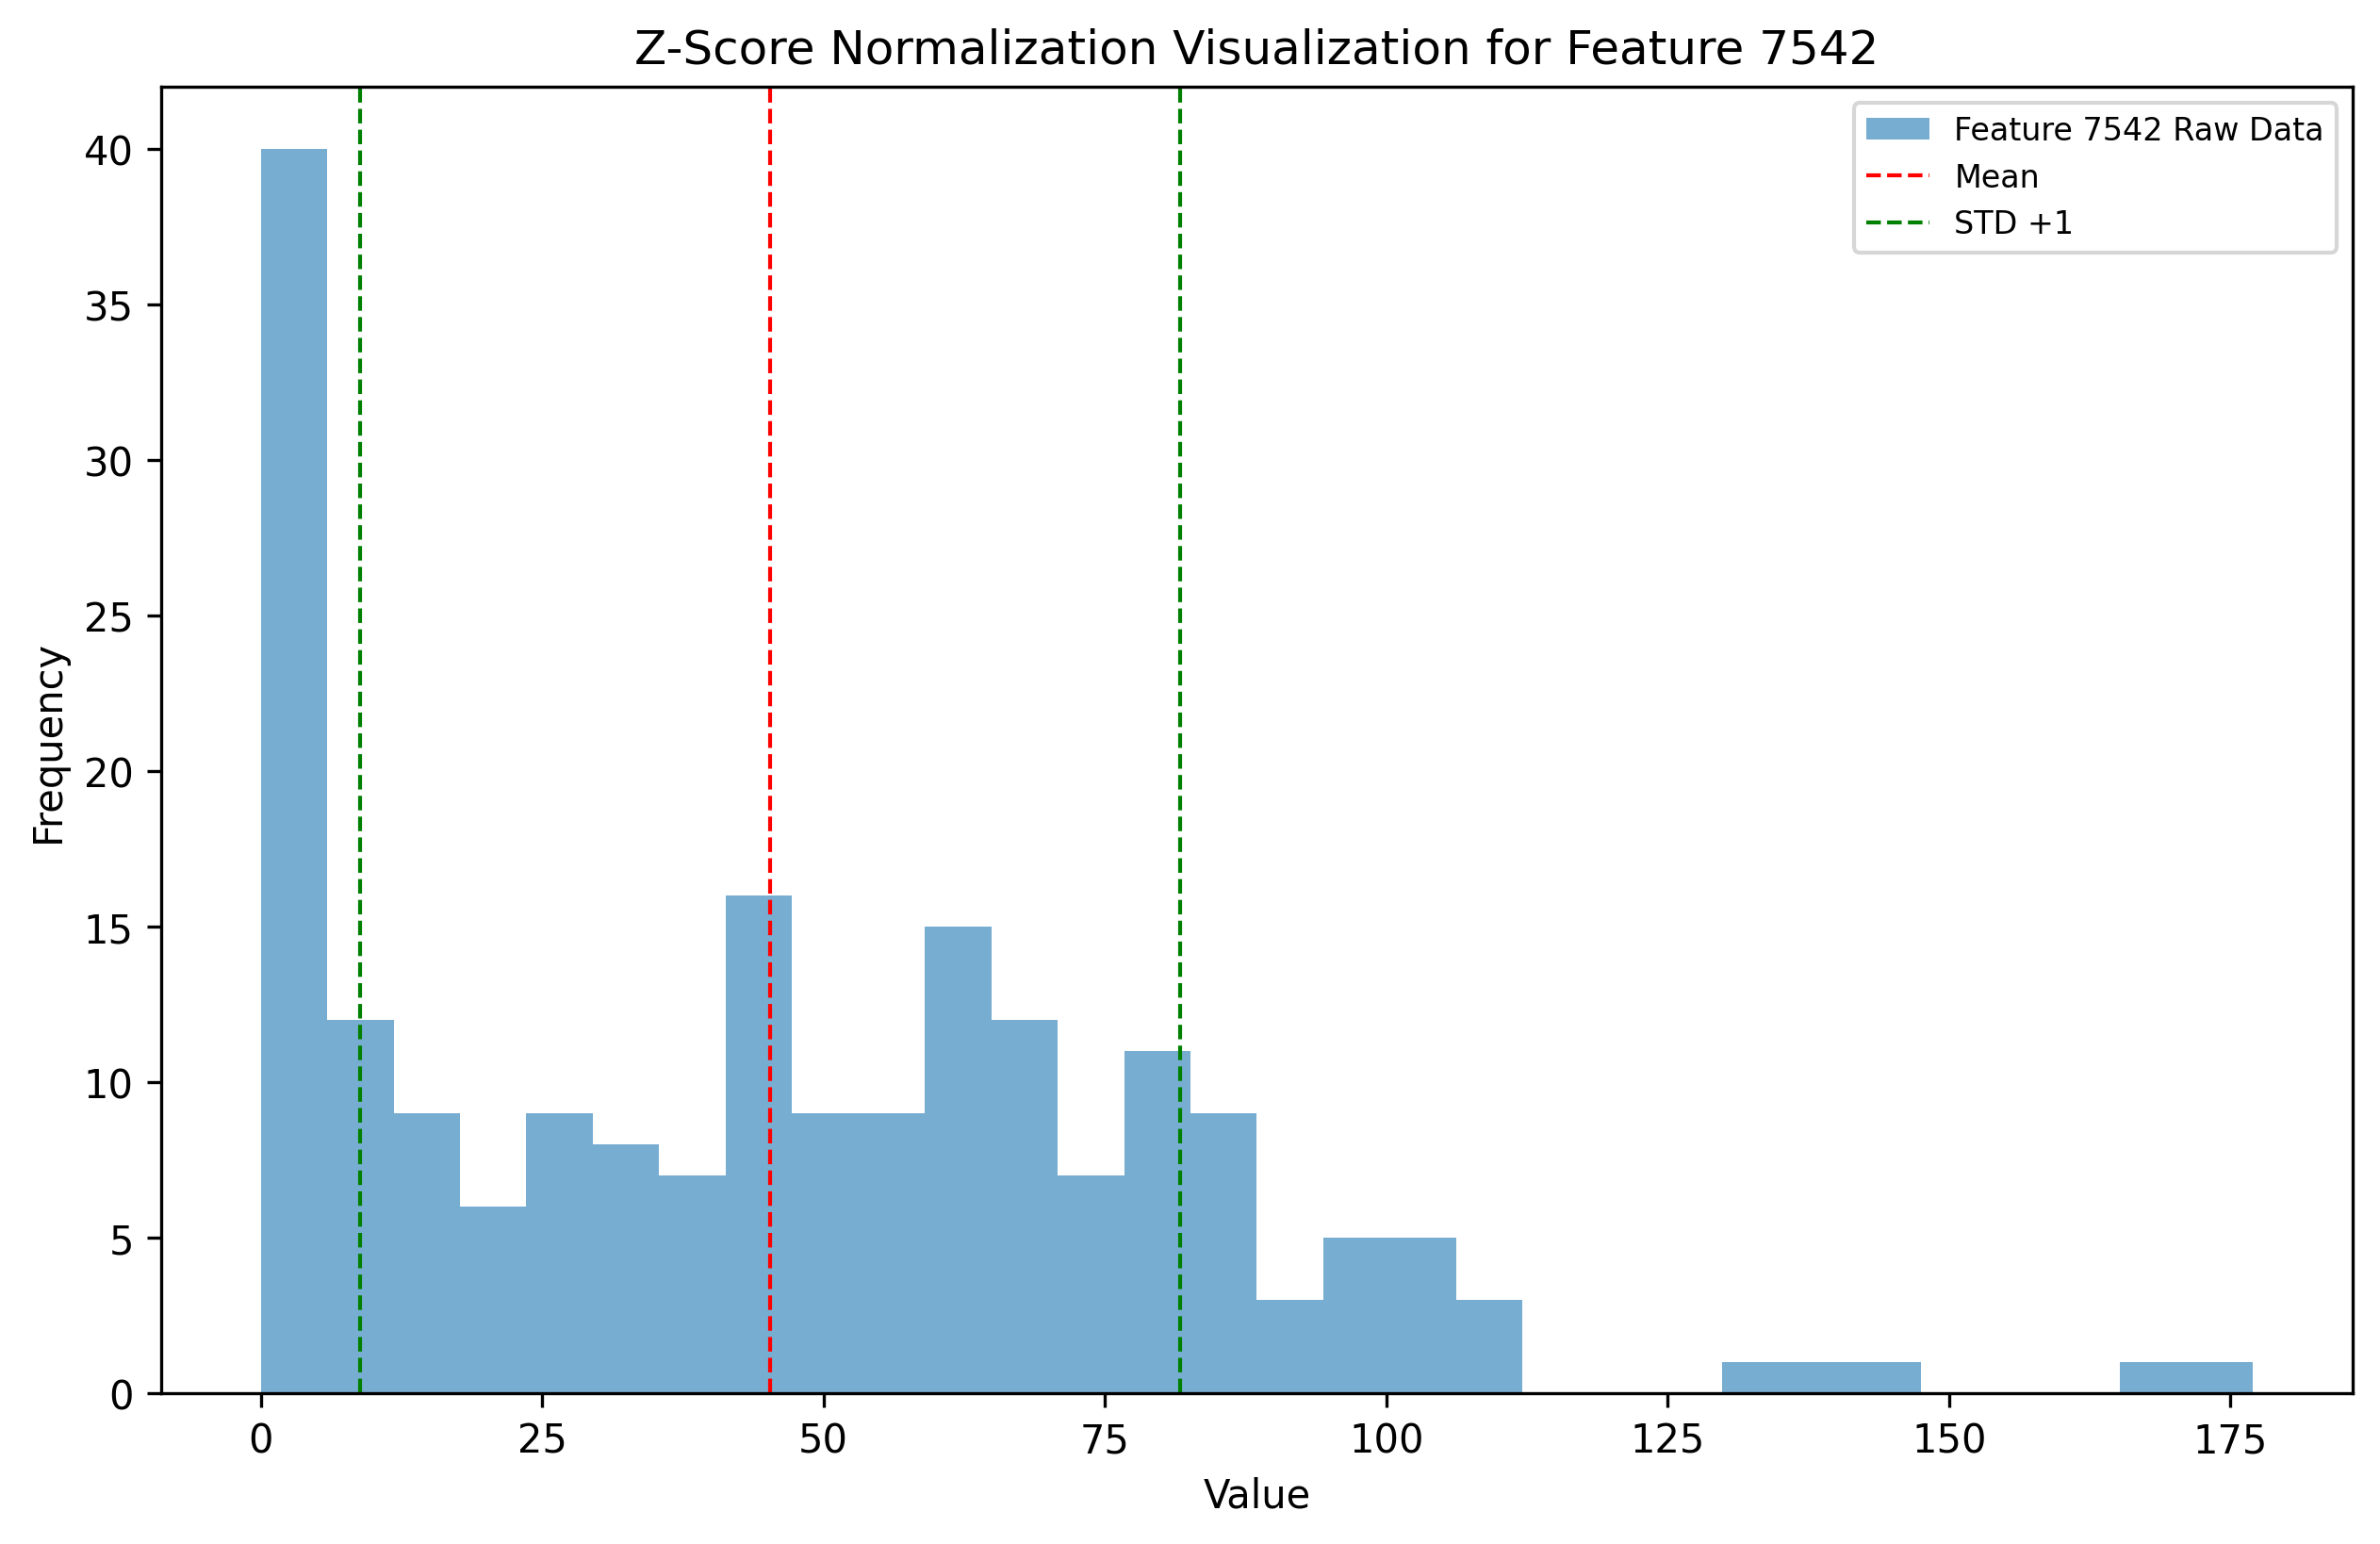 Z-Score Normalization Visualization for Feature 7542
Feature 7542 Raw Data
Mean
STD +1
40
35
30
25
20
15
10
5
0
Frequency
0 25 50 75 100 125 150 175
Value